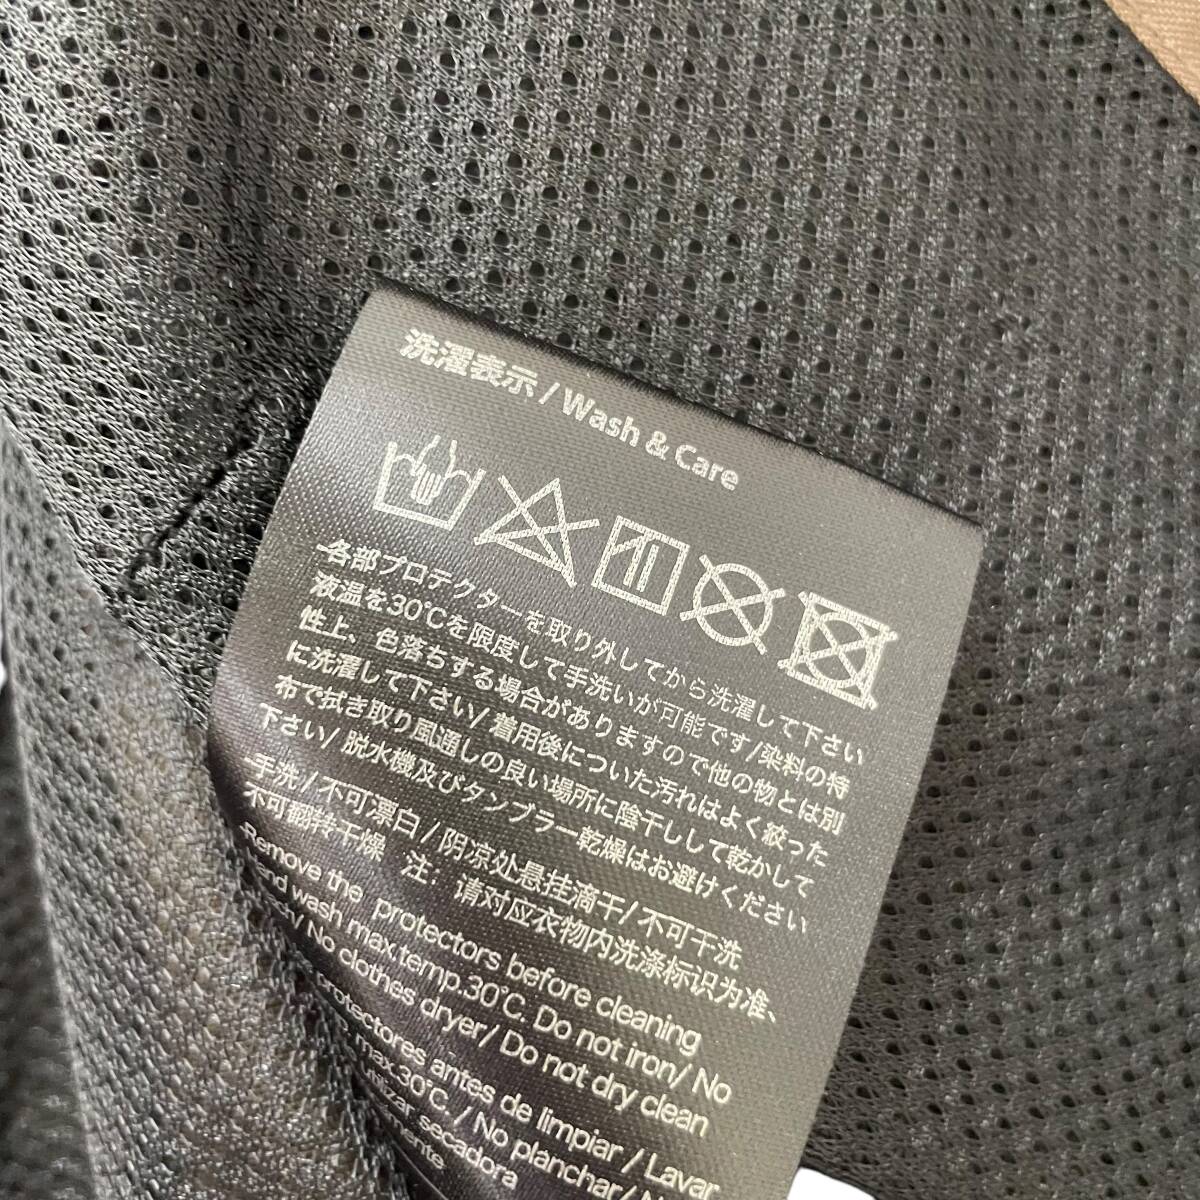 洗濯表示 / Wash & Care
-各部プロテクターを取り外してから洗濯して下さい
液温を30℃を限度して手洗いが可能です/染料の特
性上、色落ちする場合がありますので他の物とは別
に洗濯して下さい/着用後についた汚れはよく絞った
布で拭き取り風通しの良い場所に陰干しして乾かして
下さい/脱水機及びタンブラー乾燥はお避けください
-手洗/不可漂白/阴凉处悬挂滴干/不可干洗
不可翻转干燥 注：请对应衣物内洗涤标识为准、
-Remove the protectors before cleaning
wash max.temp.30℃. Do not iron/ No
/ No clothes dryer/ Do not dry clean
protectores antes de limpiar / Lavar
max.30℃. / No planchar/
utilizar secadora